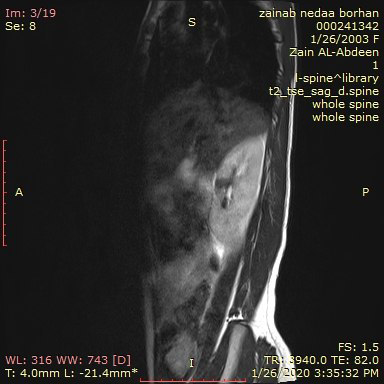 Im: 3/19
Se: 8
S
zainab nedaa borhan
000241342
1/26/2003 F
Zain AL-Abdeen
1
l-spine^library
t2_tse_sag_d.spine
whole spine
whole spine
A
P
WL: 316 WW: 743 [D]
T: 4.0mm L: -21.4mm*
I
FS: 1.5
TR: 3940.0 TE: 82.0
1/26/2020 3:35:32 PM